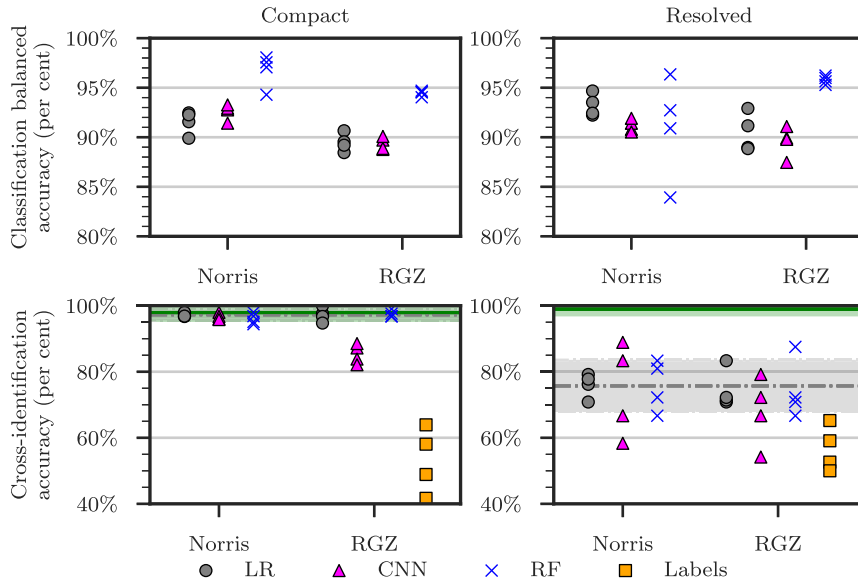 Compact
Resolved
Classification balanced
accuracy (per cent)
100%
95%
90%
85%
80%
Norris RGZ
100%
95%
90%
85%
80%
Norris RGZ
Cross-identification
accuracy (per cent)
100%
80%
60%
40%
Norris RGZ
100%
80%
60%
40%
Norris RGZ
LR CNN RF Labels